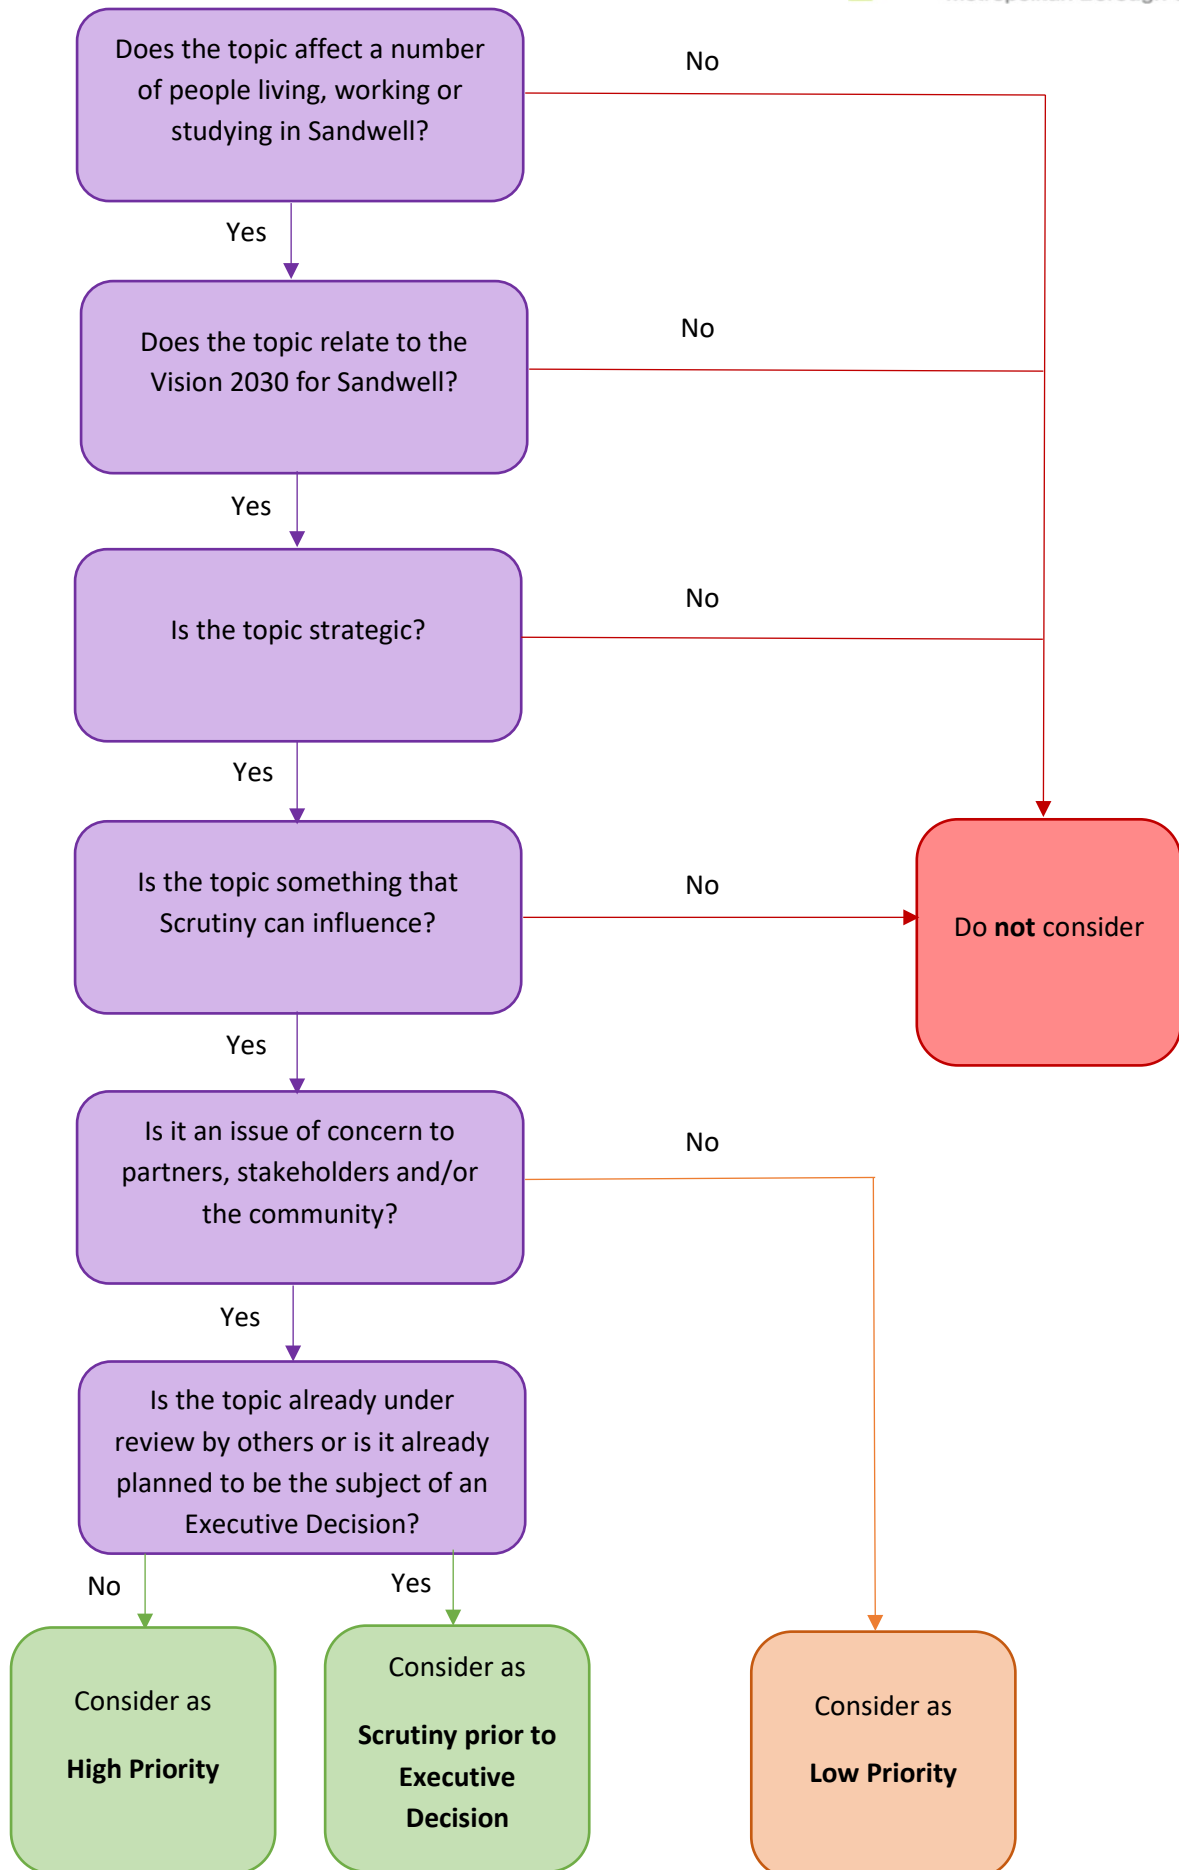 Does the topic affect a number
of people living, working or
studying in Sandwell?
No
Yes
Does the topic relate to the
Vision 2030 for Sandwell?
No
Yes
Is the topic strategic?
No
Yes
Is the topic something that
Scrutiny can influence?
No
Do not consider
Yes
Is it an issue of concern to
partners, stakeholders and/or
the community?
No
Yes
Is the topic already under
review by others or is it already
planned to be the subject of an
Executive Decision?
No
Yes
Consider as
High Priority
Consider as
Scrutiny prior to
Executive
Decision
Consider as
Low Priority